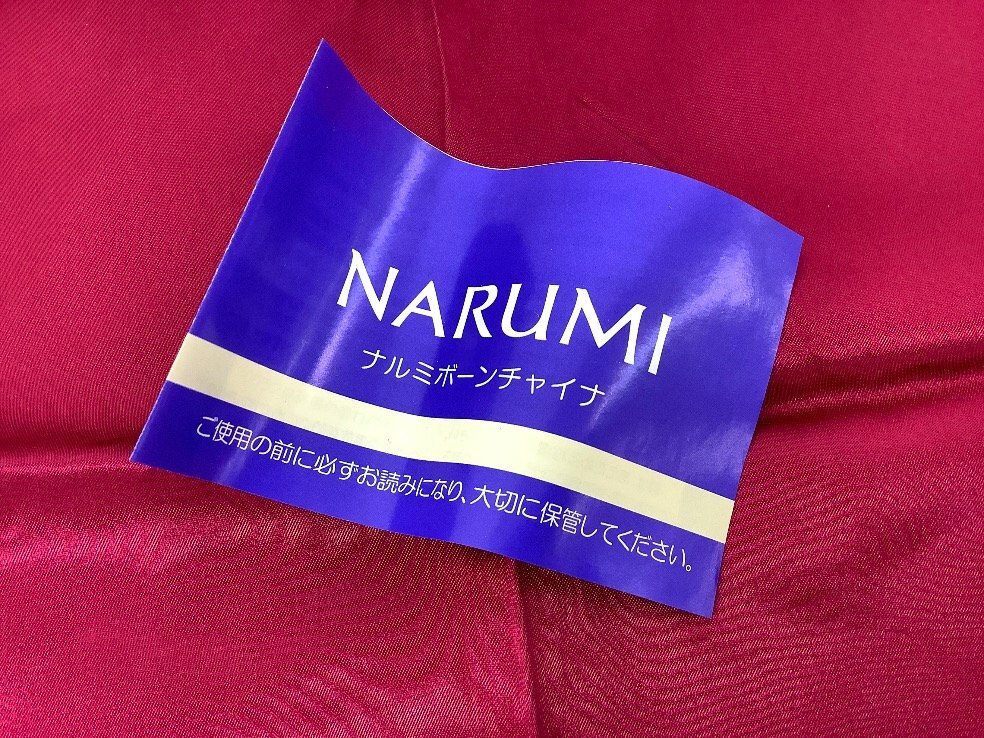 NARUMI
ナルミボーンチャイナ
ご使用の前に必ずお読みになり、大切に保管してください。